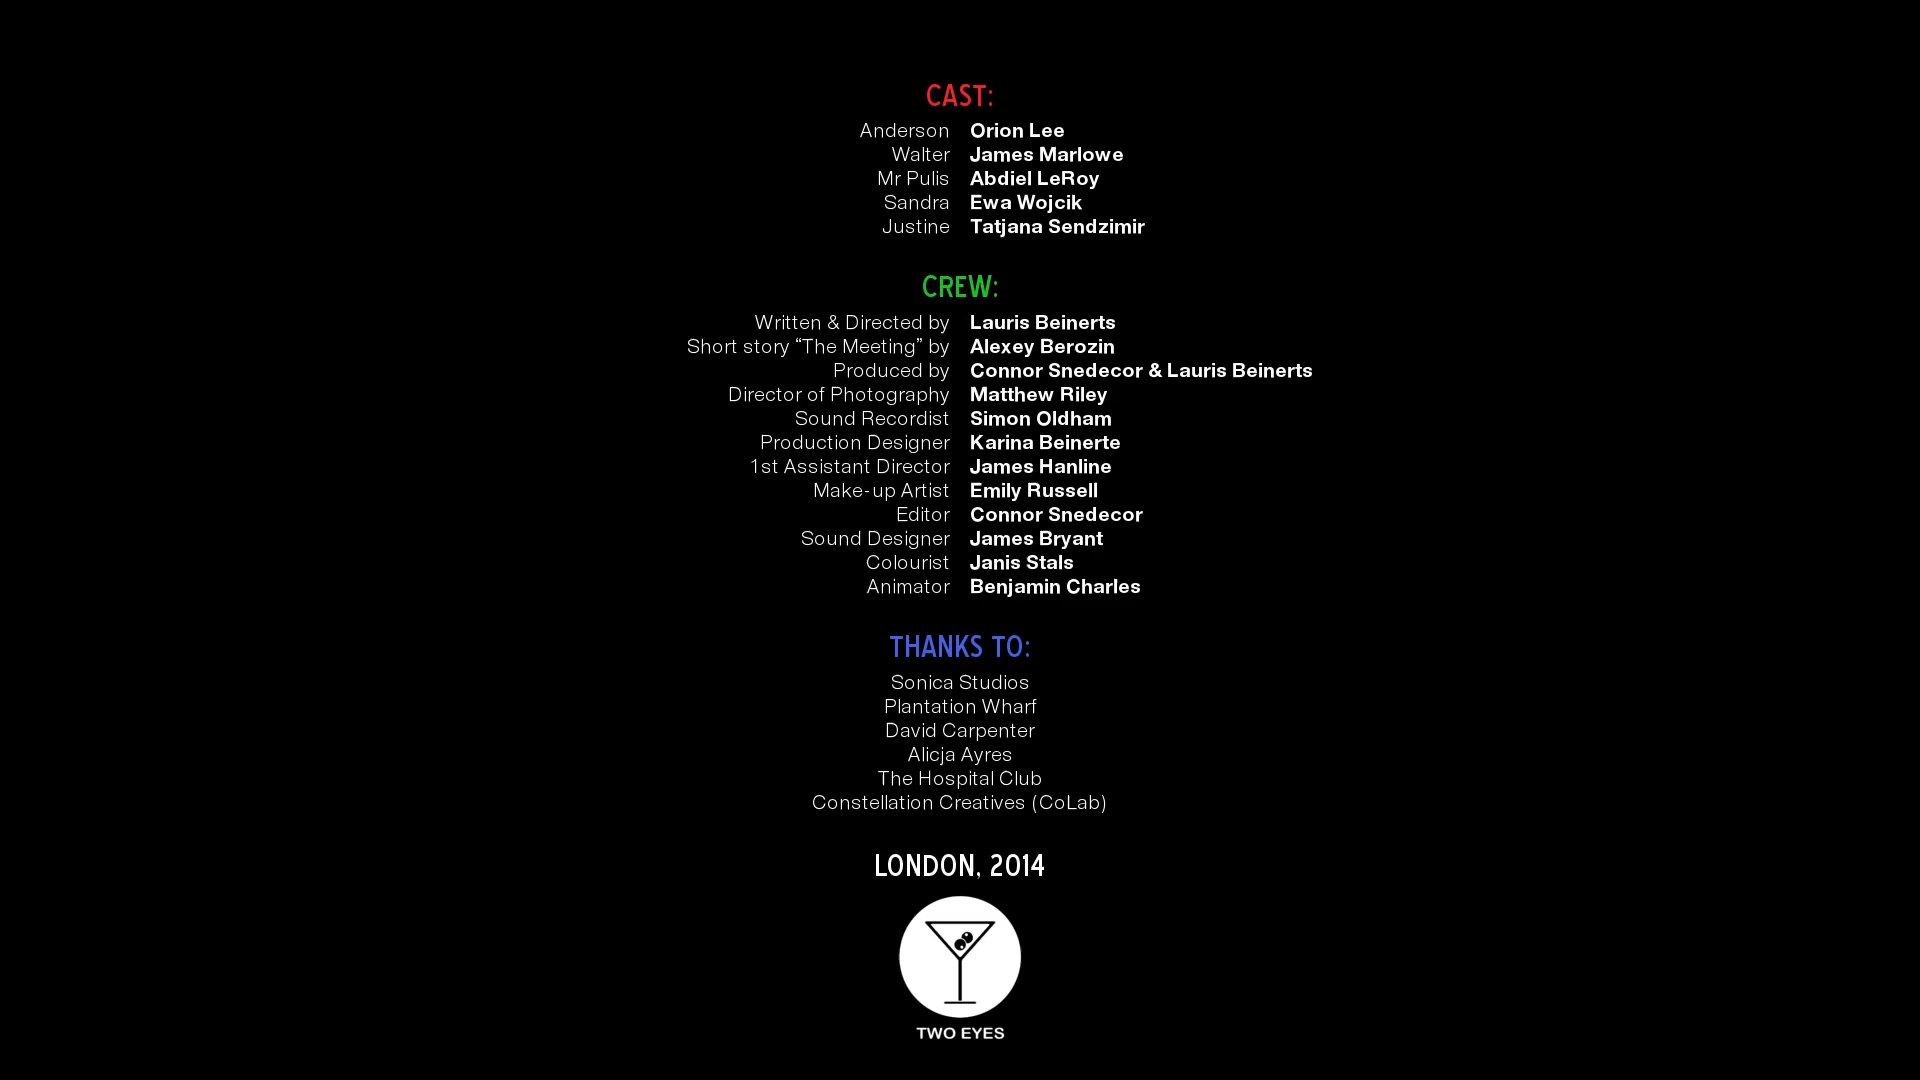 CAST:
Anderson Orion Lee
Walter James Marlowe
Mr Pulis Abdiel LeRoy
Sandra Ewa Wojcik
Justine Tatjana Sendzimir
CREW:
Written & Directed by Lauris Beinerts
Short story “The Meeting” by Alexey Berozin
Produced by Connor Snedecor & Lauris Beinerts
Director of Photography Matthew Riley
Sound Recordist Simon Oldham
Production Designer Karina Beinerte
1st Assistant Director James Hanline
Make-up Artist Emily Russell
Editor Connor Snedecor
Sound Designer James Bryant
Colourist Janis Stals
Animator Benjamin Charles
THANKS TO:
Sonica Studios
Plantation Wharf
David Carpenter
Alicja Ayres
The Hospital Club
Constellation Creatives (CoLab)
LONDON, 2014
TWO EYES